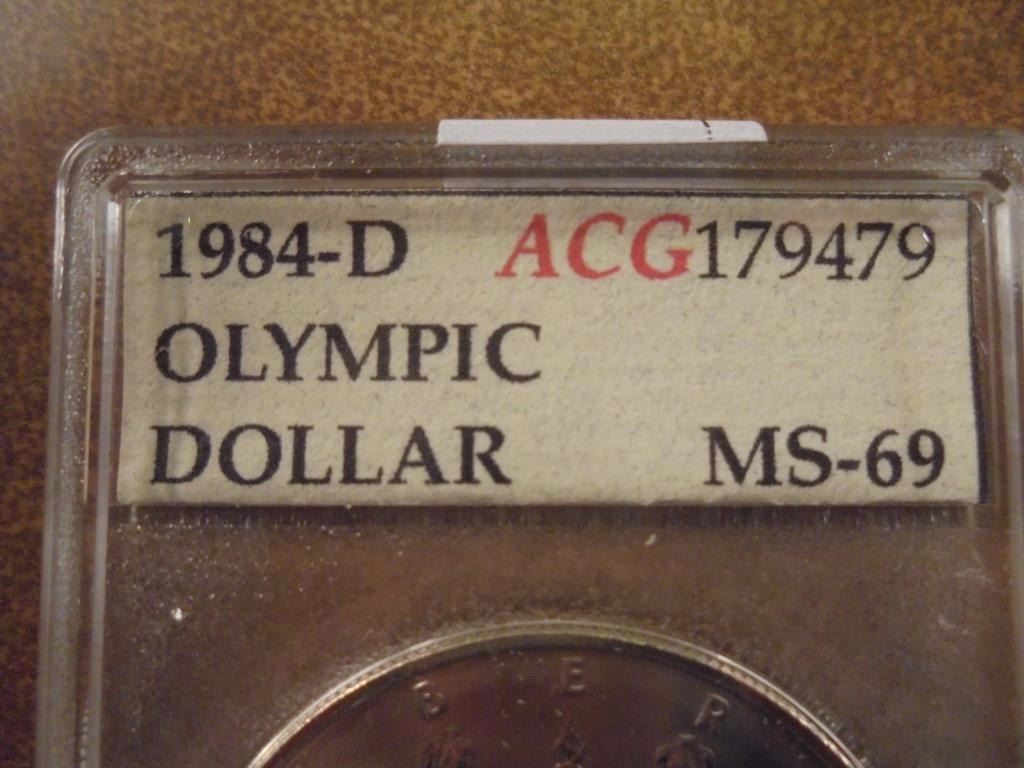 1984-D ACG179479
OLYMPIC
DOLLAR MS-69
B E R